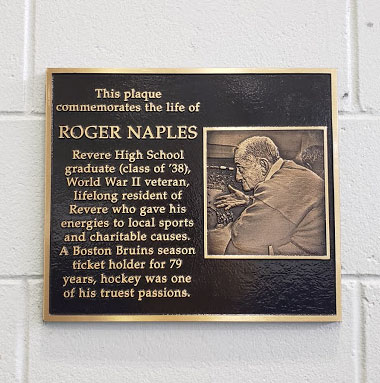 This plaque
commemorates the life of
ROGER NAPLES
Revere High School
graduate (class of '38),
World War II veteran,
lifelong resident of
Revere who gave his
energies to local sports
and charitable causes.
A Boston Bruins season
ticket holder for 79
years, hockey was one
of his truest passions.